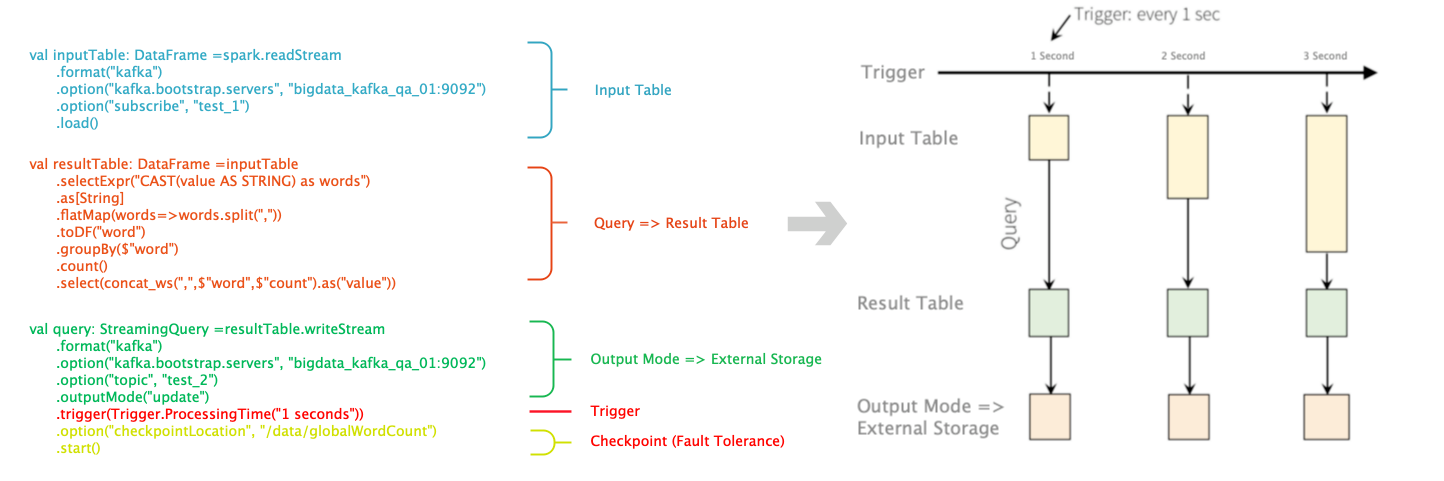 val inputTable: DataFrame =spark.readStream
.format("kafka")
.option("kafka.bootstrap.servers", "bigdata_kafka_qa_01:9092")
.option("subscribe", "test_1")
.load()
Input Table
val resultTable: DataFrame =inputTable
.selectExpr("CAST(value AS STRING) as words")
.as[String]
.flatMap(words=>words.split(","))
.toDF("word")
.groupBy($"word")
.count()
.select(concat_ws(",",$"word",$"count").as("value"))
Query => Result Table
val query: StreamingQuery =resultTable.writeStream
.format("kafka")
.option("kafka.bootstrap.servers", "bigdata_kafka_qa_01:9092")
.option("topic", "test_2")
.outputMode("update")
Output Mode => External Storage
.trigger(Trigger.ProcessingTime("1 seconds"))
Trigger
.option("checkpointLocation", "/data/globalWordCount")
.start()
Checkpoint (Fault Tolerance)
Trigger: every 1 sec
1 Second
2 Second
3 Second
Trigger
Input Table
Query
Result Table
Output Mode =>
External Storage